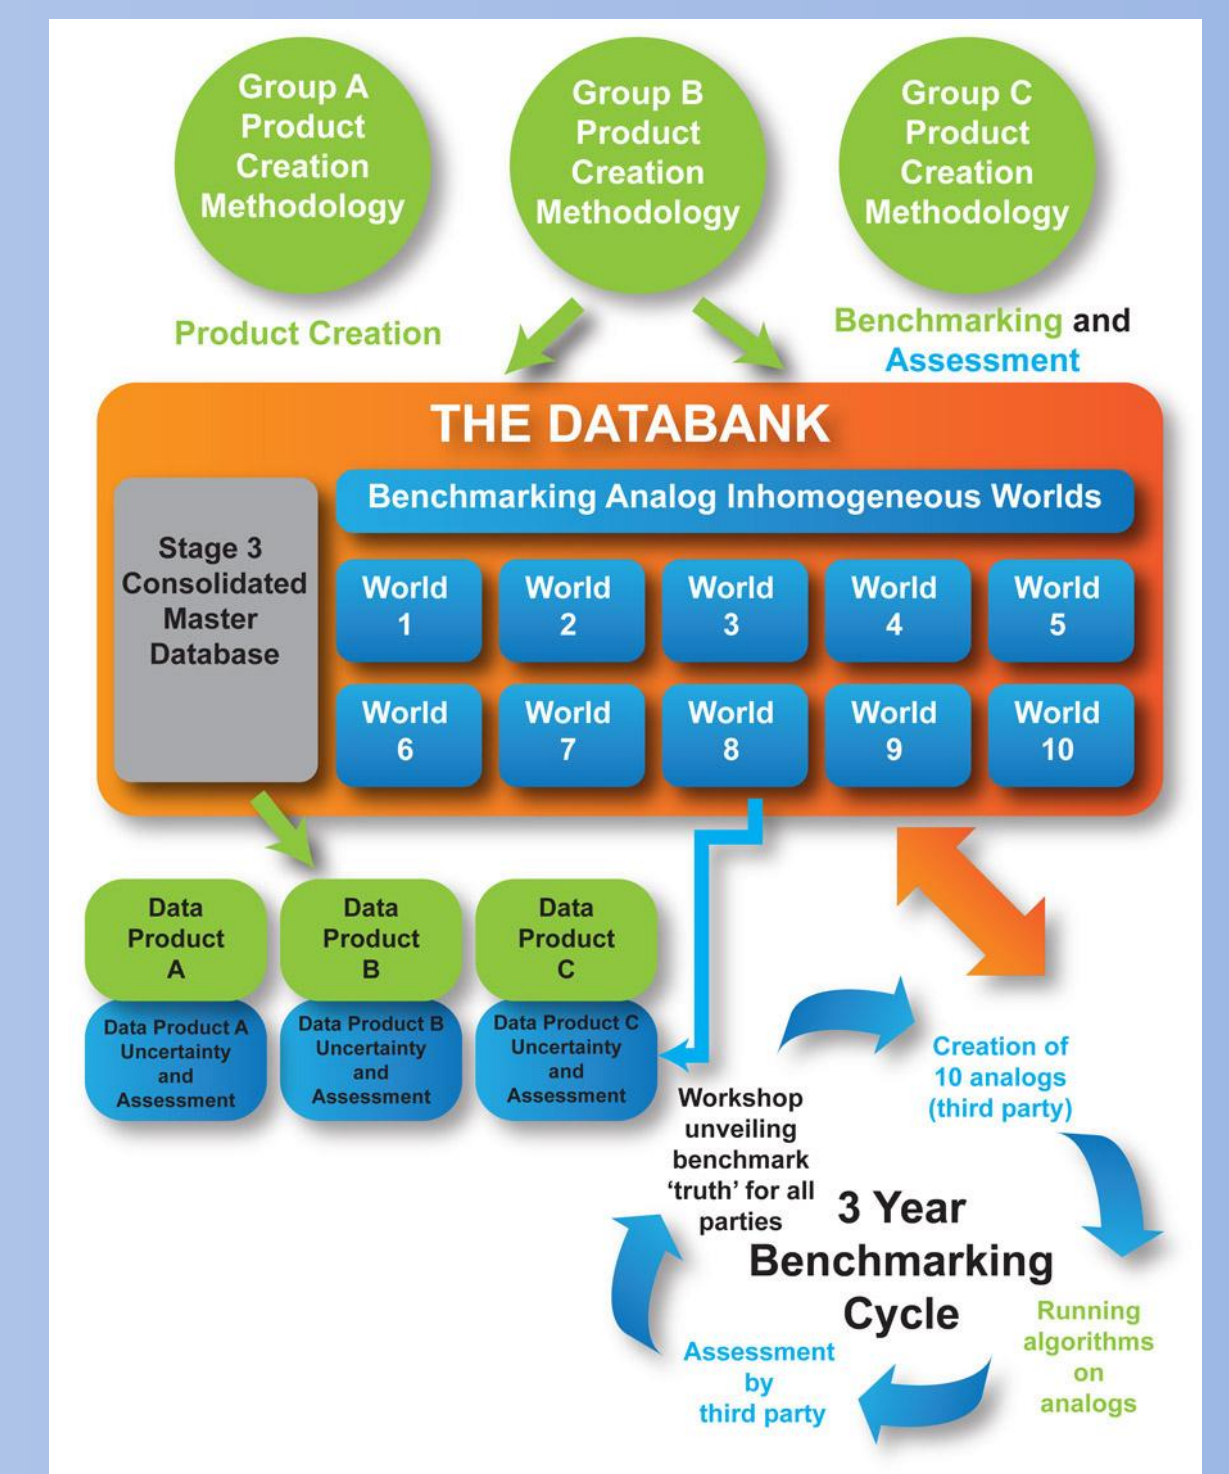 Group A
Product
Creation
Methodology
Group B
Product
Creation
Methodology
Group C
Product
Creation
Methodology
Product Creation
Benchmarking and
Assessment
THE DATABANK
Stage 3
Consolidated
Master
Database
Benchmarking Analog Inhomogeneous Worlds
World
1
World
2
World
3
World
4
World
5
World
6
World
7
World
8
World
9
World
10
Data
Product
A
Data
Product
B
Data
Product
C
Data Product A
Uncertainty
and
Assessment
Data Product B
Uncertainty
and
Assessment
Data Product C
Uncertainty
and
Assessment
Workshop
unveiling
benchmark
‘truth’ for all
parties
Creation of
10 analogs
(third party)
3 Year
Benchmarking
Cycle
Running
algorithms
on
analogs
Assessment
by
third party